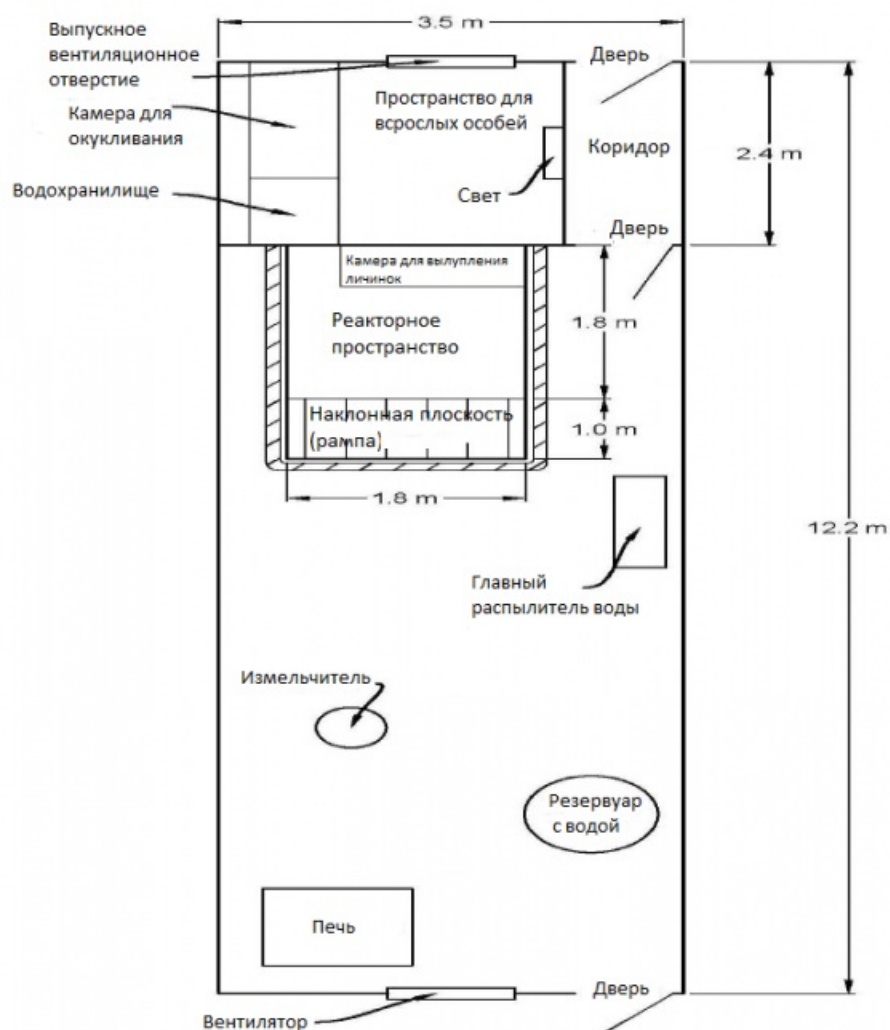 3.5 m
Выпускное
вентиляционное
отверстие
Дверь
Камера для
окукливания
Пространство для
всрослых особей
Коридор
2.4 m
Водохранилище
Свет
Дверь
Камера для вылупления
личинок
Реакторное
пространство
1.8 m
Наклонная плоскость
(рампа)
1.0 m
1.8 m
12.2 m
Главный
распылитель воды
Измельчитель
Резервуар
с водой
Печь
Дверь
Вентилятор